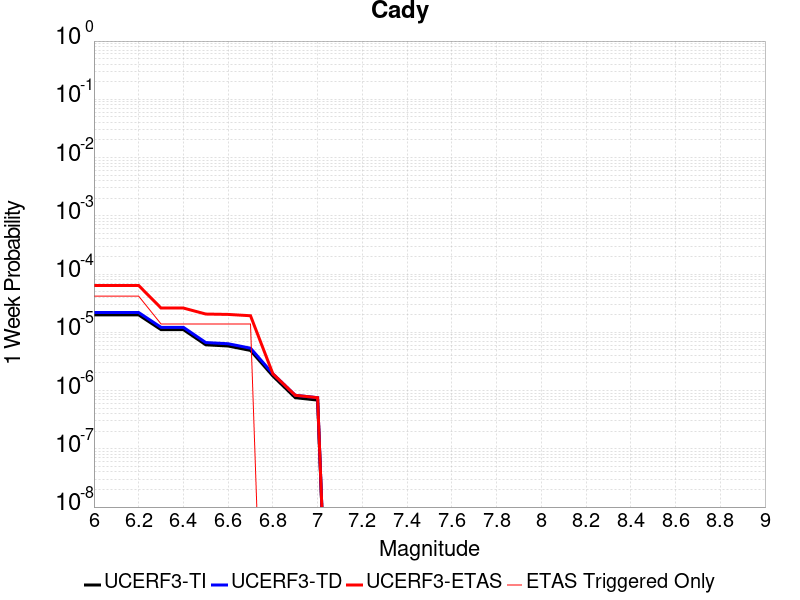 Cady
10^0
10^-1
10^-2
10^-3
10^-4
10^-5
10^-6
10^-7
10^-8
1 Week Probability
6 6.2 6.4 6.6 6.8 7 7.2 7.4 7.6 7.8 8 8.2 8.4 8.6 8.8 9
Magnitude
UCERF3-TI UCERF3-TD UCERF3-ETAS ETAS Triggered Only